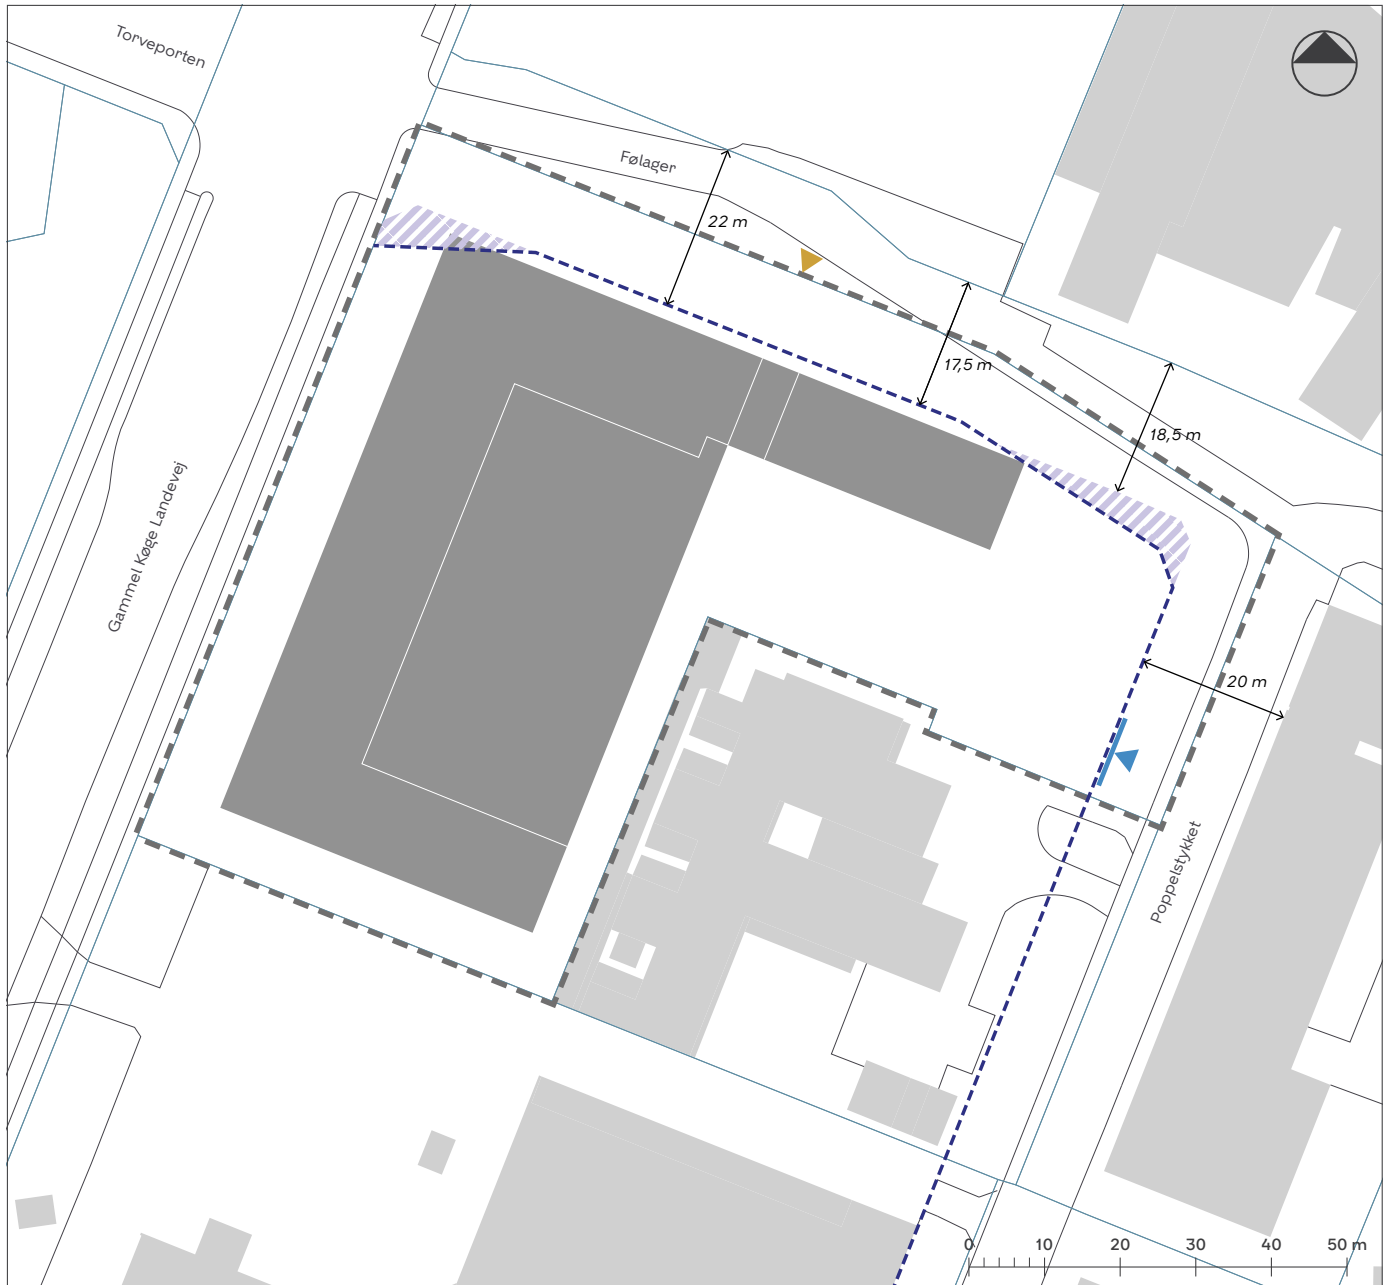 Torveporten
Følager
22 m
17,5 m
18,5 m
Gammel Køge Landevej
20 m
Poppelstykket
0 10 20 30 40 50 m